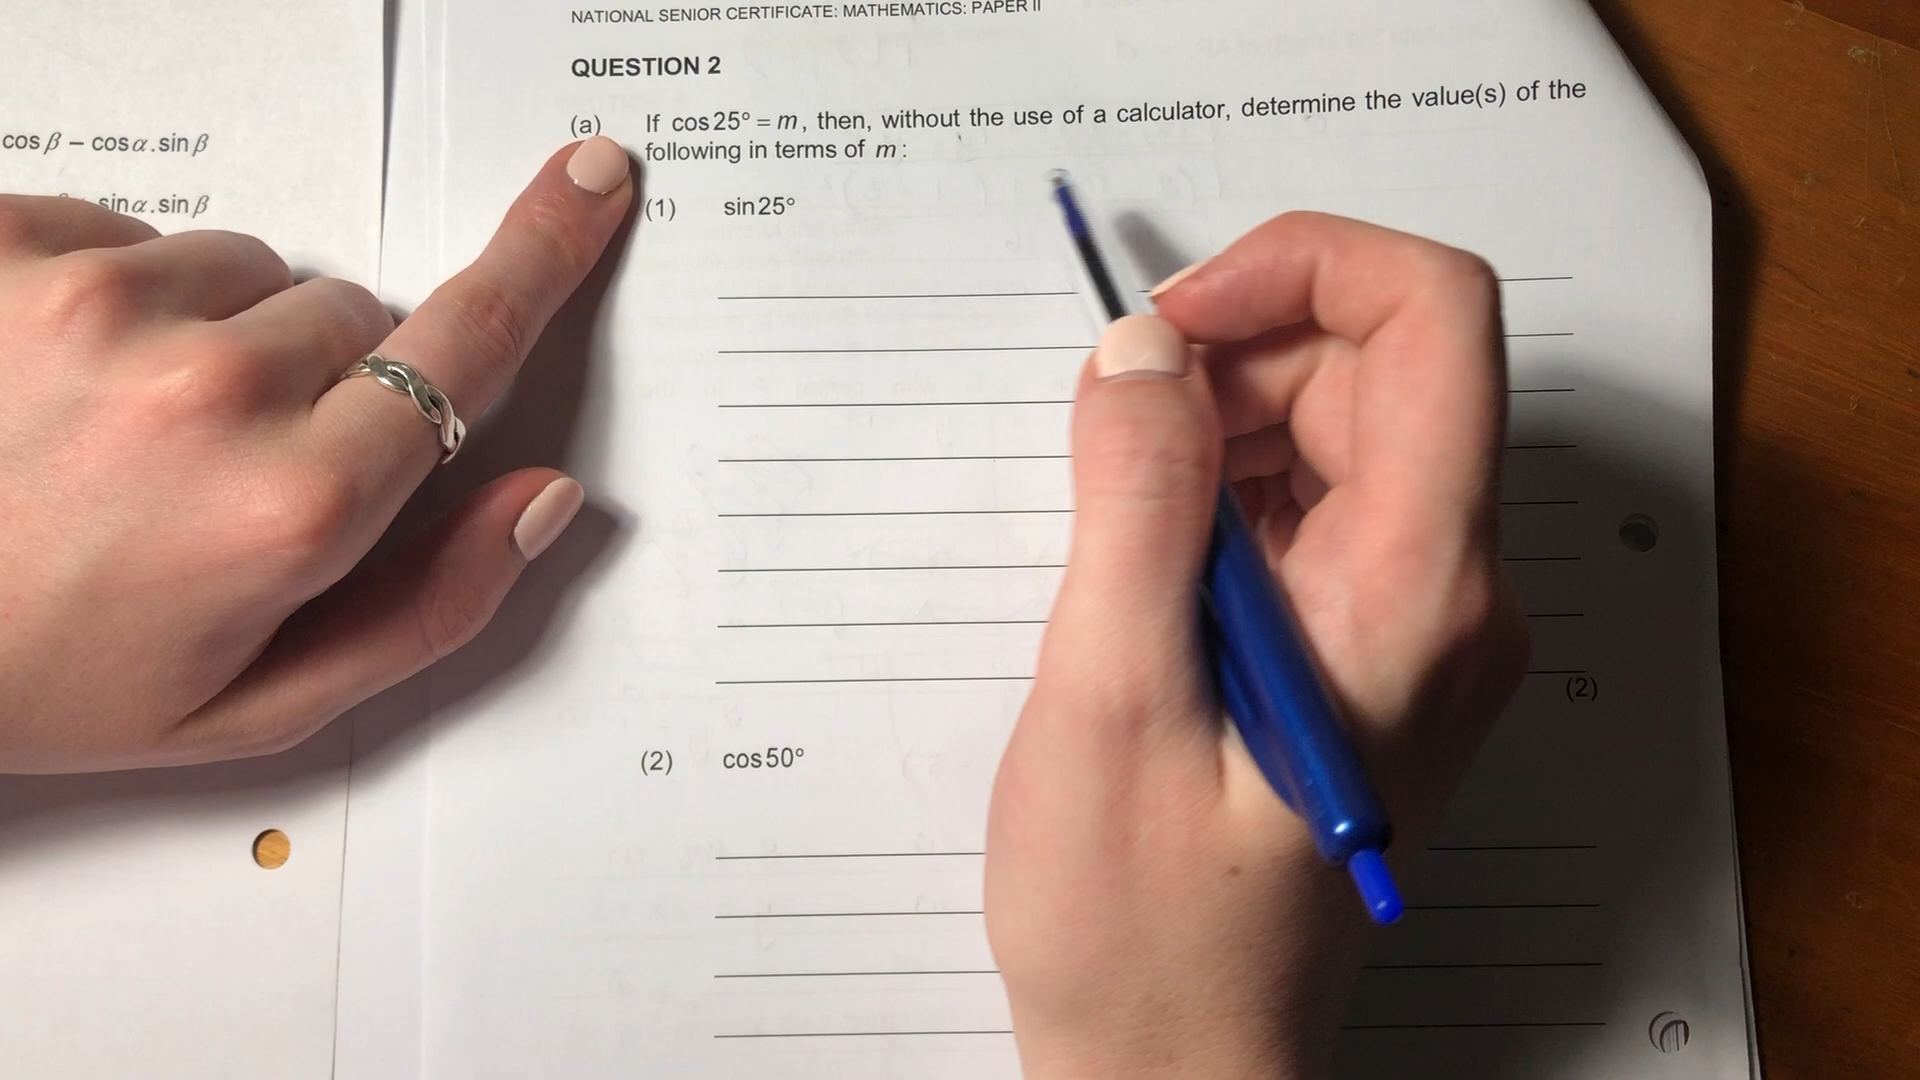 NATIONAL SENIOR CERTIFICATE: MATHEMATICS: PAPER II
QUESTION 2
(a) If cos 25° = m, then, without the use of a calculator, determine the value(s) of the
following in terms of m:
(1) sin 25°
(2)
(2) cos 50°
cos β − cos α.sin β
sin α.sin β